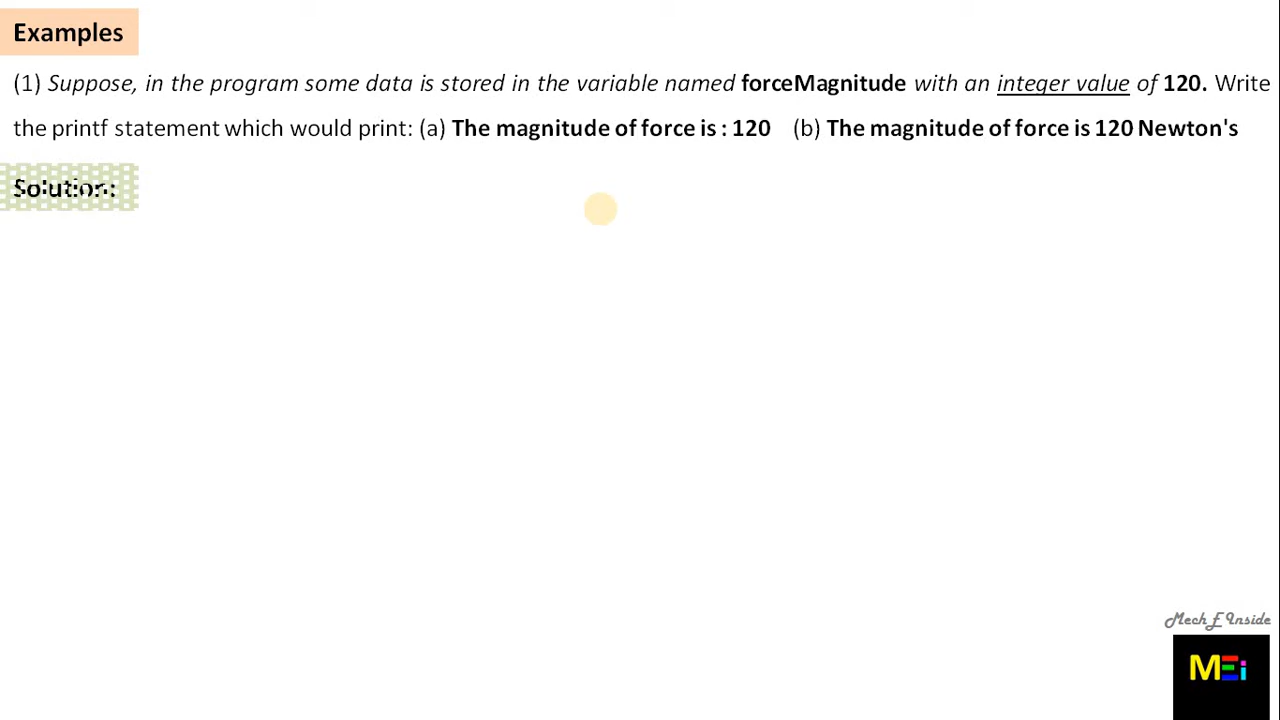 Examples
(1) Suppose, in the program some data is stored in the variable named forceMagnitude with an integer value of 120. Write
the printf statement which would print: (a) The magnitude of force is : 120 (b) The magnitude of force is 120 Newton's
Solution:
Mech E Inside
MEi